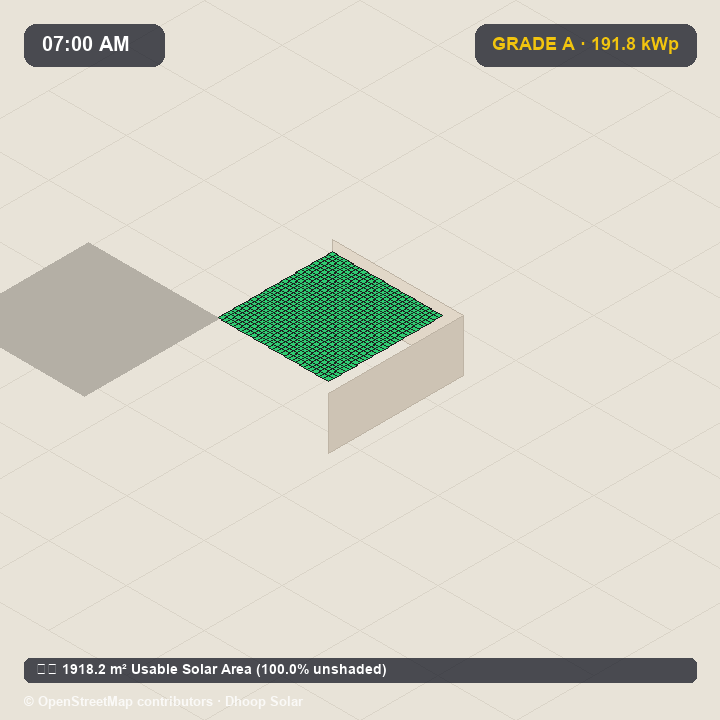 07:00 AM
GRADE A · 191.8 kWp
1918.2 m² Usable Solar Area (100.0% unshaded)
© OpenStreetMap contributors · Dhoop Solar